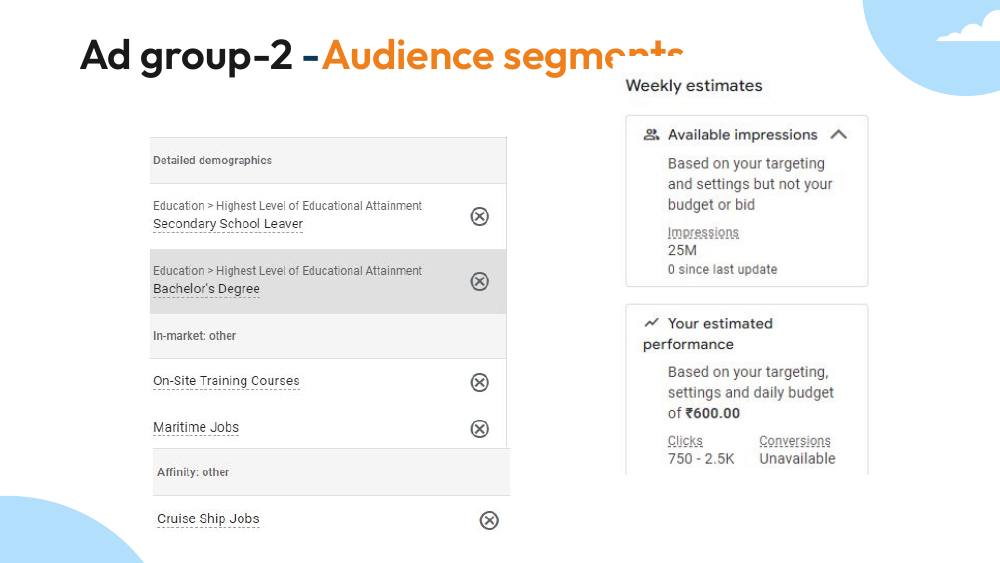 Ad group-2 -Audience segments
Detailed demographics
Education > Highest Level of Educational Attainment
Secondary School Leaver
Education > Highest Level of Educational Attainment
Bachelor's Degree
In-market: other
On-Site Training Courses
Maritime Jobs
Affinity: other
Cruise Ship Jobs
Weekly estimates
Available impressions
Based on your targeting
and settings but not your
budget or bid
Impressions
25M
0 since last update
Your estimated
performance
Based on your targeting,
settings and daily budget
of ₹600.00
Clicks Conversions
750 - 2.5K Unavailable